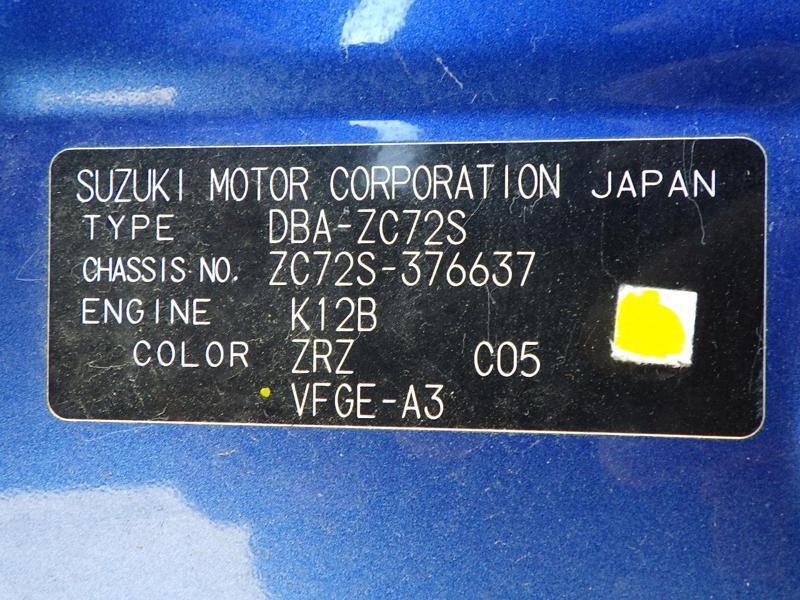 SUZUKI MOTOR CORPORATION JAPAN
TYPE DBA-ZC72S
CHASSIS NO. ZC72S-376637
ENGINE K12B
COLOR ZRZ C05
VFGE-A3